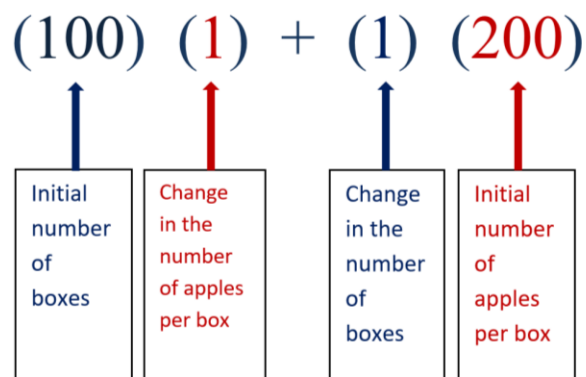 (100) (1) + (1) (200)
Initial
number
of
boxes
Change
in the
number
of apples
per box
Change
in the
number
of
boxes
Initial
number
of
apples
per box